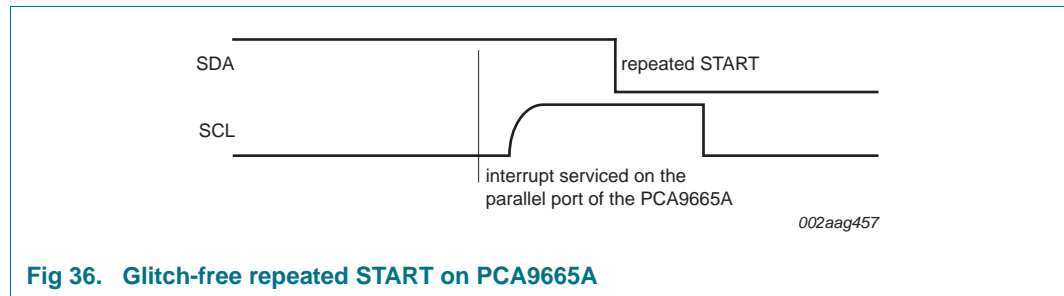 SDA
repeated START
SCL
interrupt serviced on the
parallel port of the PCA9665A
002aag457
Fig 36. Glitch-free repeated START on PCA9665A